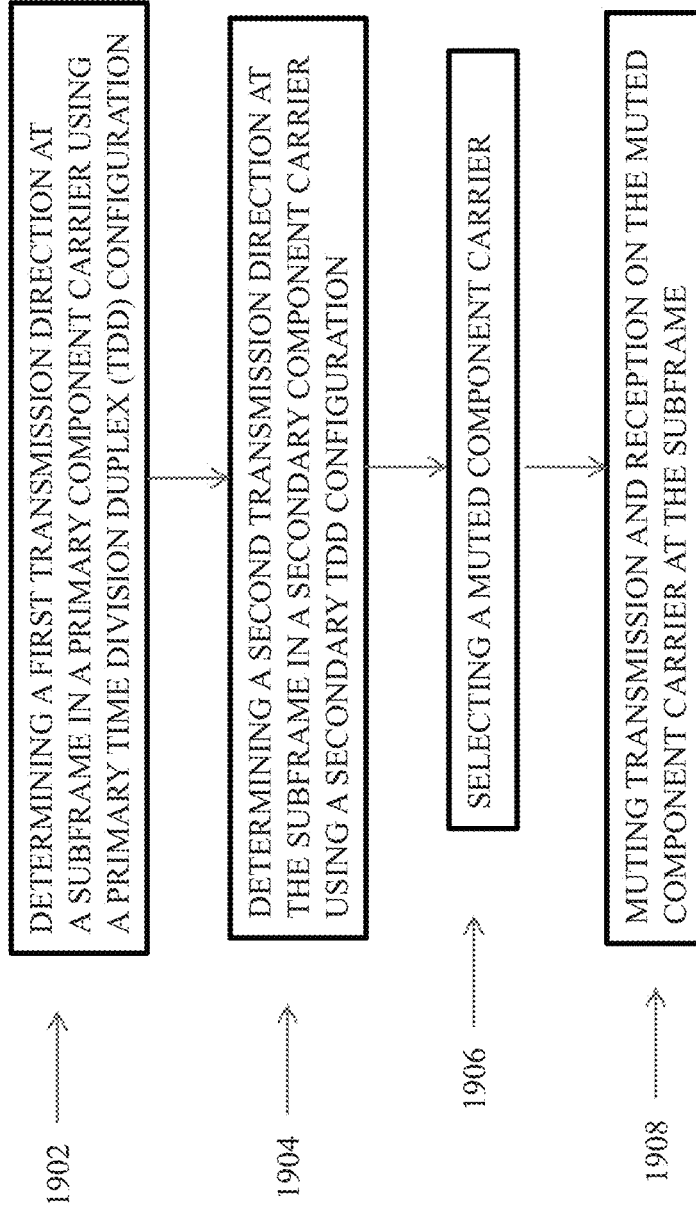 1902
DETERMINING A FIRST TRANSMISSION DIRECTION AT
A SUBFRAME IN A PRIMARY COMPONENT CARRIER USING
A PRIMARY TIME DIVISION DUPLEX (TDD) CONFIGURATION
1904
DETERMINING A SECOND TRANSMISSION DIRECTION AT
THE SUBFRAME IN A SECONDARY COMPONENT CARRIER
USING A SECONDARY TDD CONFIGURATION
1906
SELECTING A MUTED COMPONENT CARRIER
1908
MUTING TRANSMISSION AND RECEPTION ON THE MUTED
COMPONENT CARRIER AT THE SUBFRAME